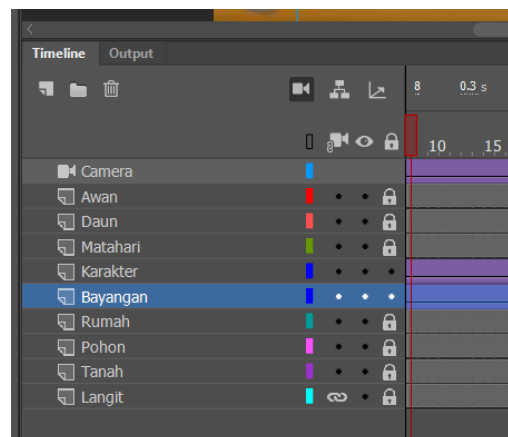 Timeline Output
8 0.3 s
10 15
Camera
Awan
Daun
Matahari
Karakter
Bayangan
Rumah
Pohon
Tanah
Langit